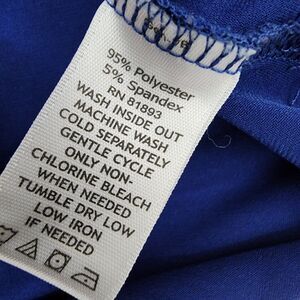 95% Polyester
5% Spandex
RN 81893
WASH INSIDE OUT
MACHINE WASH
COLD SEPARATELY
GENTLE CYCLE
ONLY NON-
CHLORINE BLEACH
WHEN NEEDED
TUMBLE DRY LOW
LOW IRON
IF NEEDED